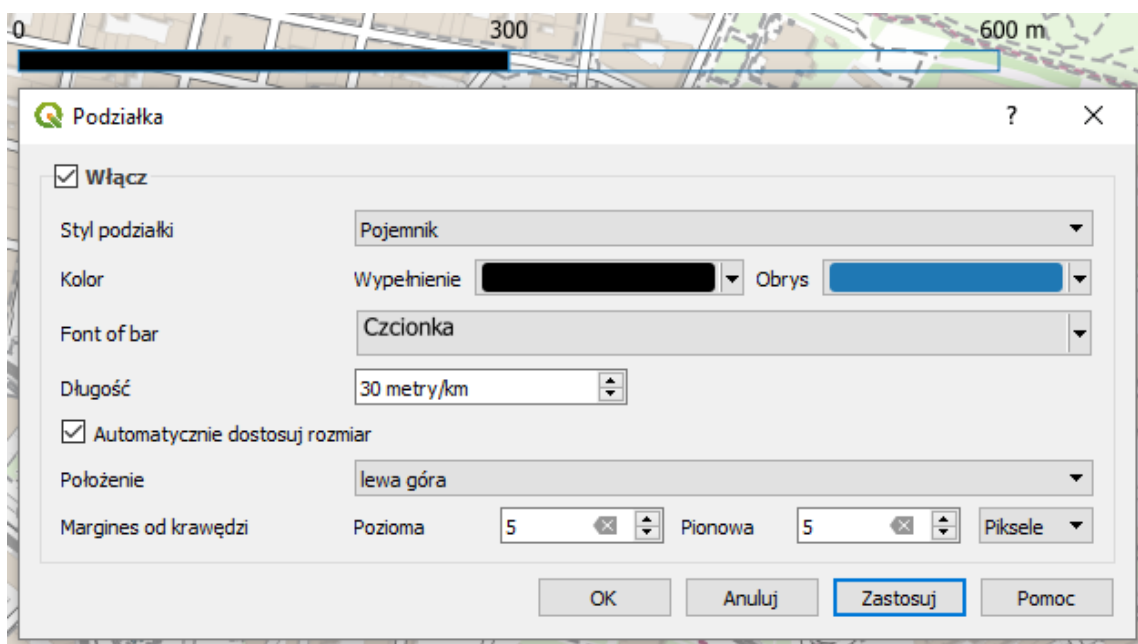 0 300 600 m
Podziałka ?
Włącz
Styl podziałki Pojemnik
Kolor Wypełnienie Obrys
Font of bar Czcionka
Długość 30 metry/km
Automatycznie dostosuj rozmiar
Położenie lewa góra
Margines od krawędzi Pozioma 5 Pionowa 5 Piksele
OK Anuluj Zastosuj Pomoc